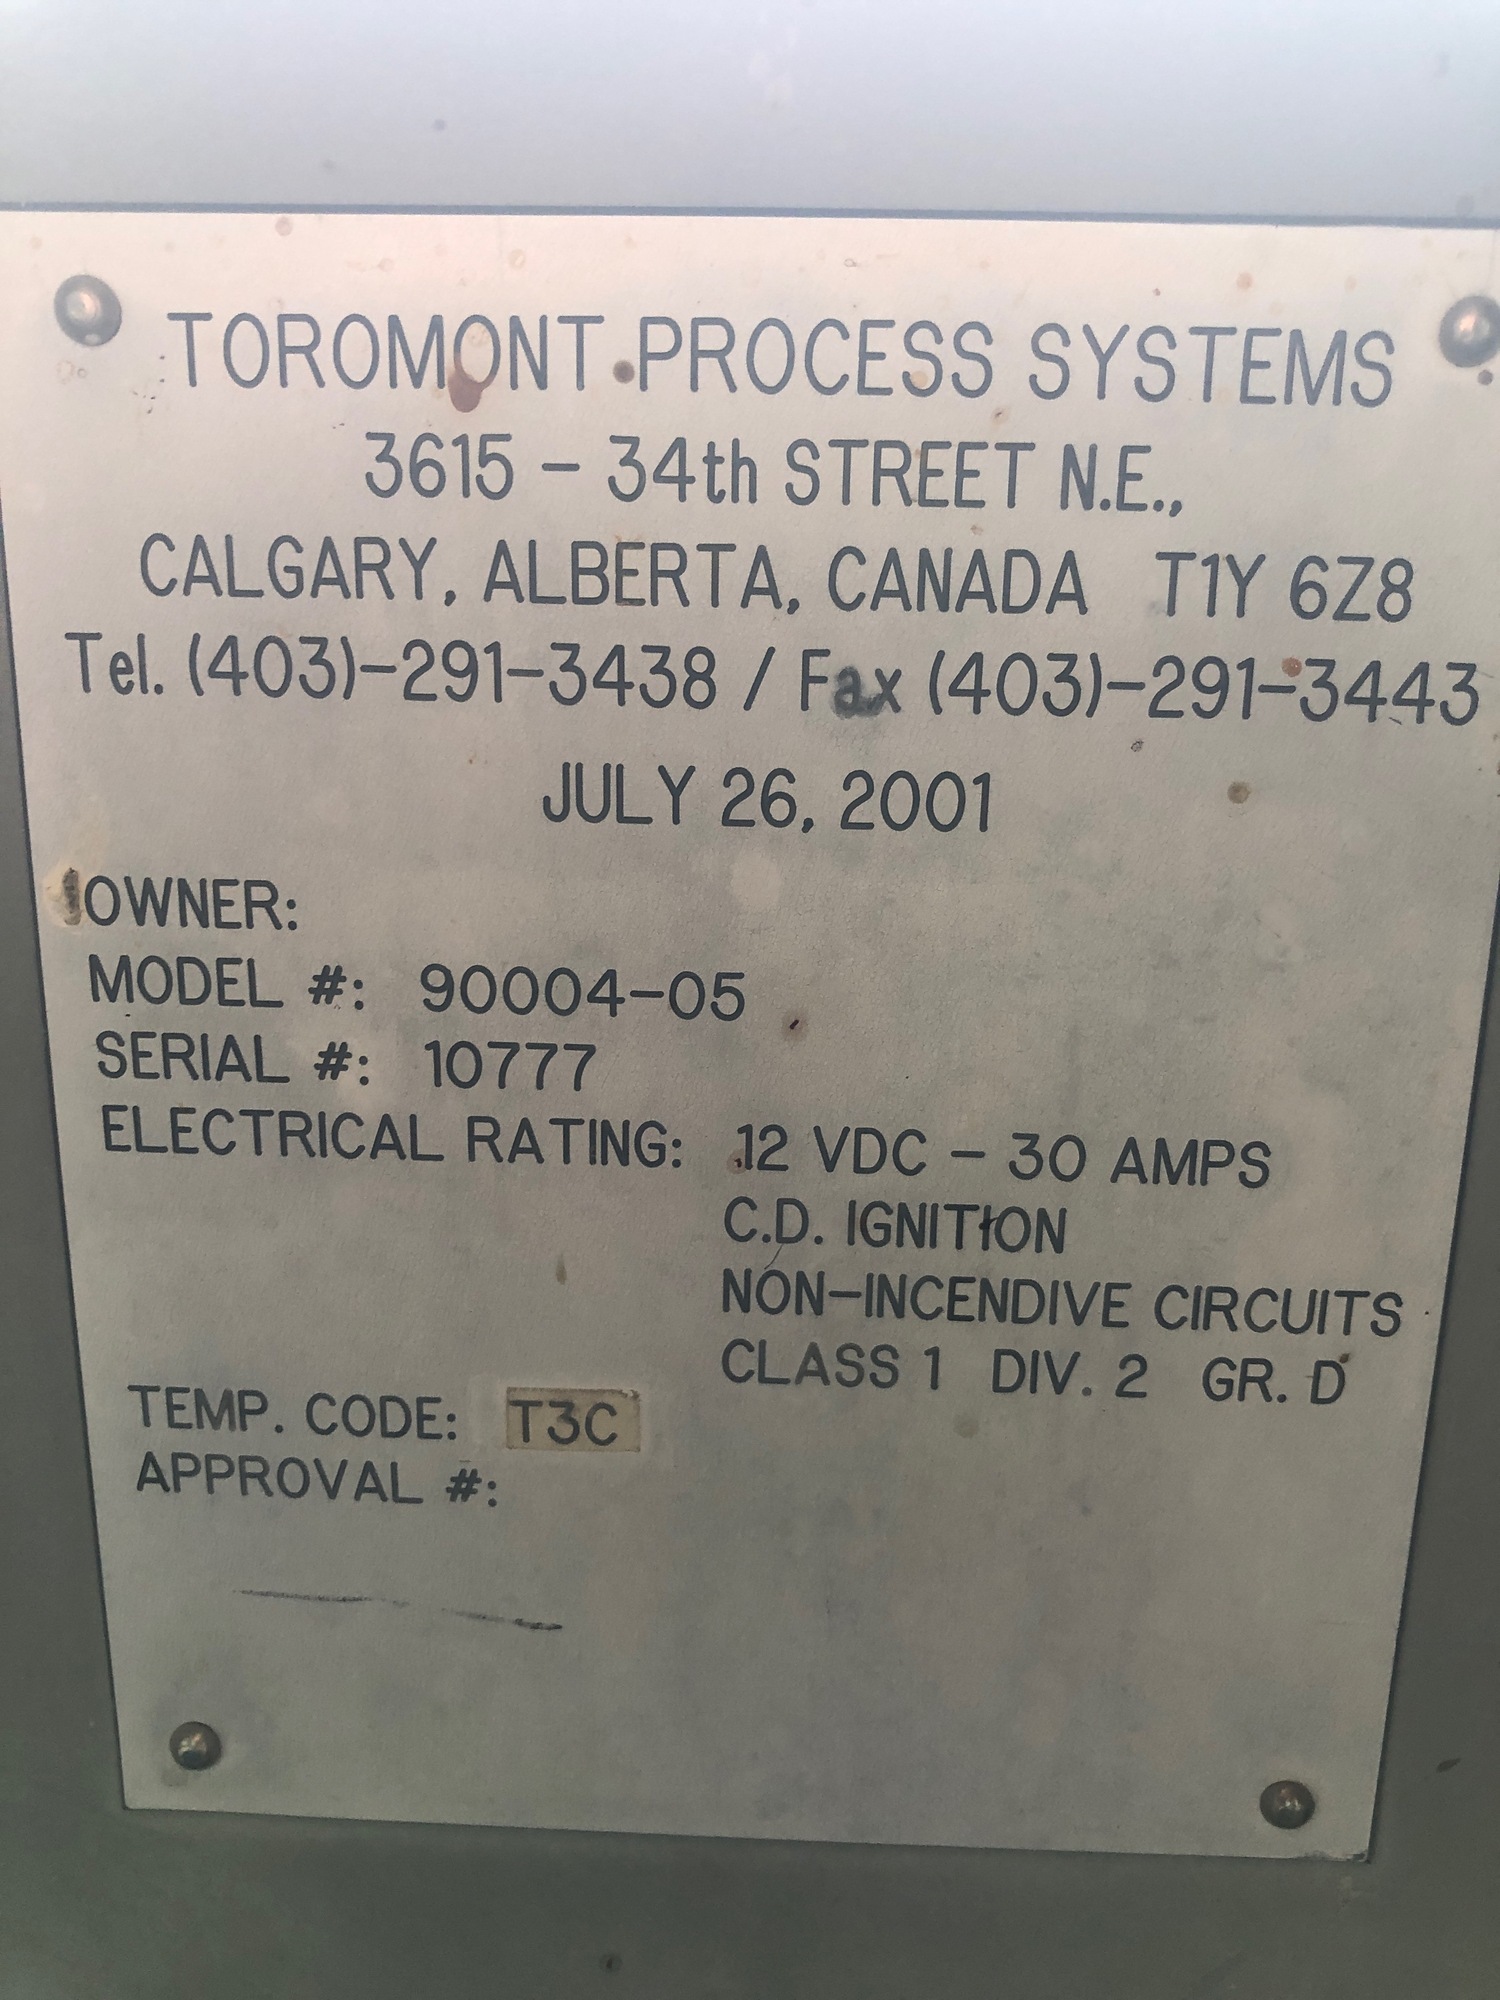 TOROMONT PROCESS SYSTEMS
3615 - 34th STREET N.E.,
CALGARY, ALBERTA, CANADA T1Y 6Z8
Tel. (403)-291-3438 / Fax (403)-291-3443
JULY 26, 2001
OWNER:
MODEL #: 90004-05
SERIAL #: 10777
ELECTRICAL RATING: 12 VDC - 30 AMPS
C.D. IGNITION
NON-INCENDIVE CIRCUITS
CLASS 1 DIV. 2 GR. D
TEMP. CODE: T3C
APPROVAL #: